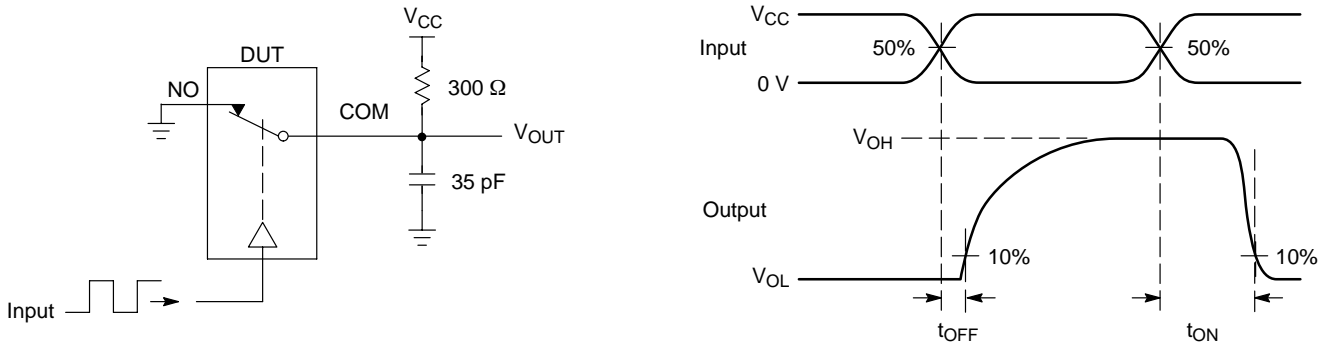 V_CC
DUT
NO
300 Ω
COM
V_OUT
35 pF
Input
V_CC
Input
50%
50%
0 V
V_OH
Output
10%
10%
V_OL
t_OFF
t_ON